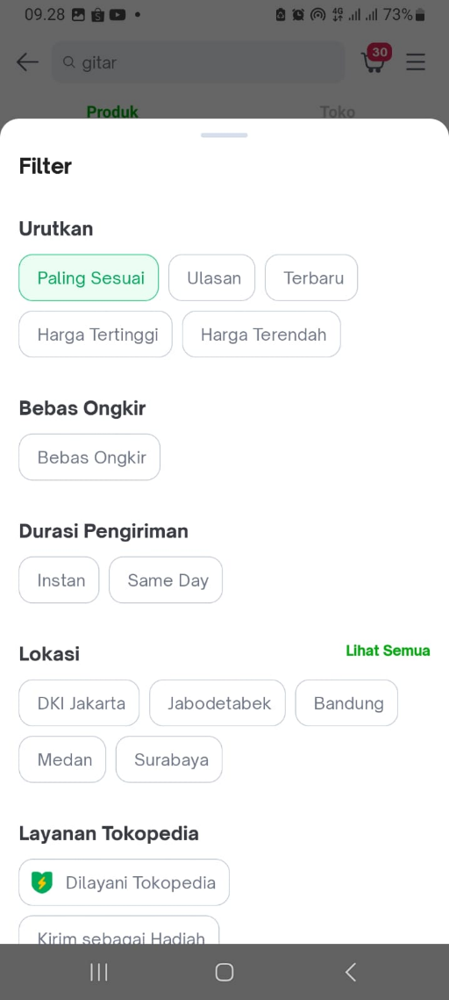 09.28 73%
gitar 30
Produk Toko
Filter
Urutkan
Paling Sesuai Ulasan Terbaru
Harga Tertinggi Harga Terendah
Bebas Ongkir
Bebas Ongkir
Durasi Pengiriman
Instan Same Day
Lokasi Lihat Semua
DKI Jakarta Jabodetabek Bandung
Medan Surabaya
Layanan Tokopedia
Dilayani Tokopedia
Kirim sebagai Hadiah